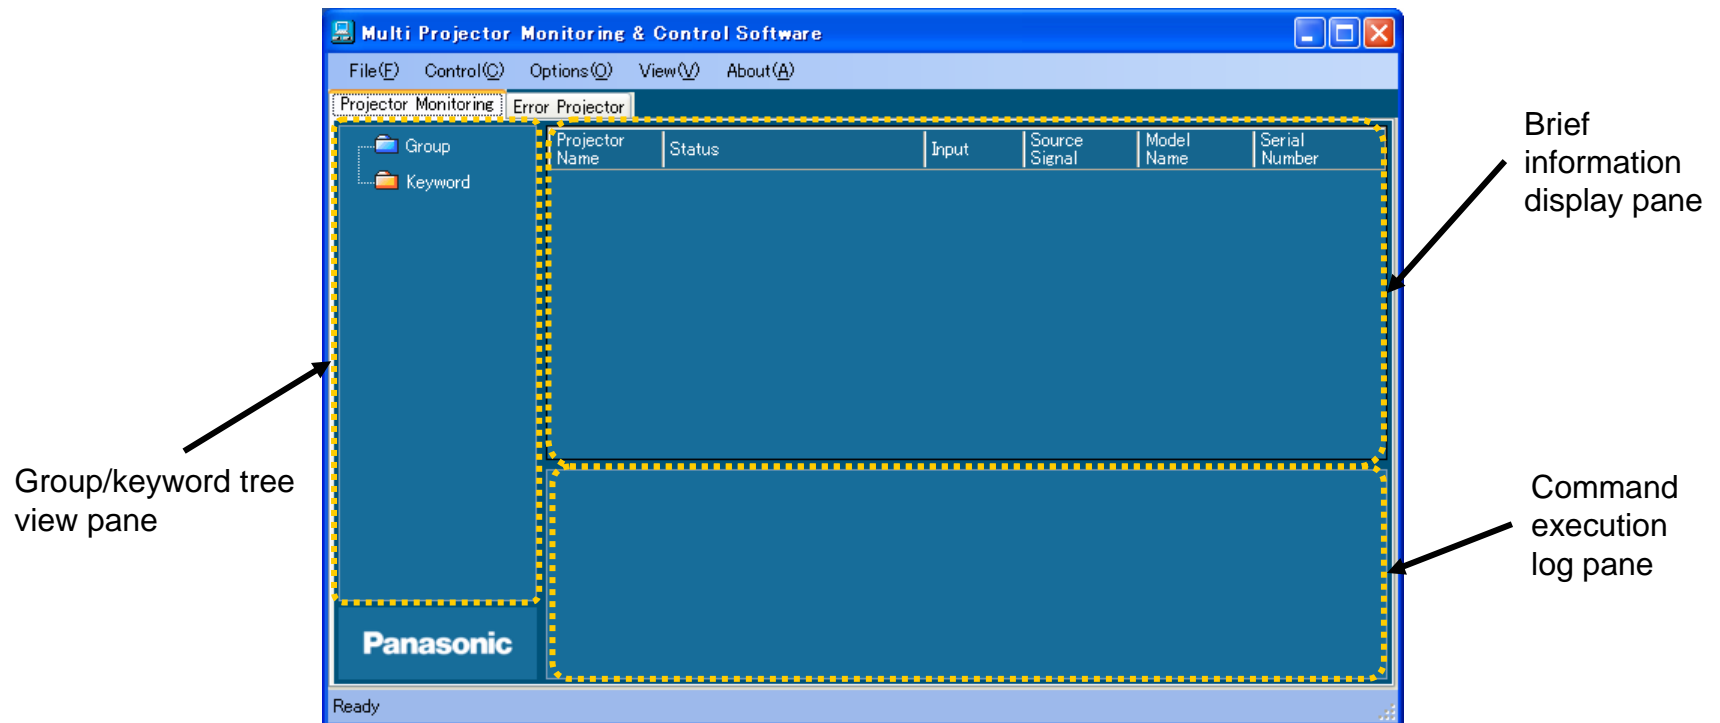 Multi Projector Monitoring & Control Software
File(F) Control(C) Options(O) View(V) About(A)
Projector Monitoring Error Projector
Group
Keyword
Projector Name Status Input Source Signal Model Name Serial Number
Brief
information
display pane
Group/keyword tree
view pane
Command
execution
log pane
Panasonic
Ready